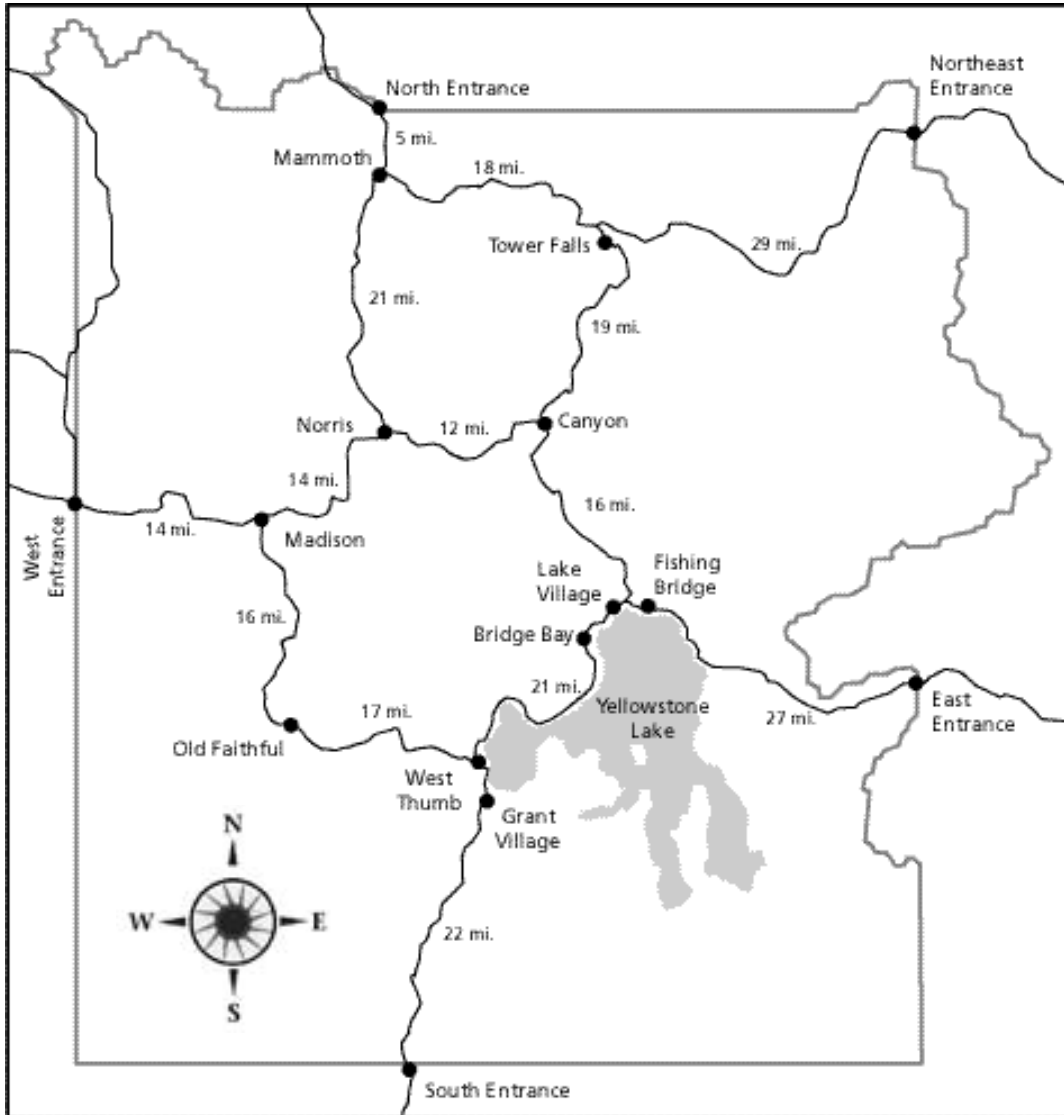 North Entrance
Northeast
Entrance
5 mi.
Mammoth
18 mi.
Tower Falls
29 mi.
21 mi.
19 mi.
Norris
12 mi.
Canyon
14 mi.
16 mi.
West
Entrance
14 mi.
Madison
Lake
Village
Fishing
Bridge
16 mi.
Bridge Bay
21 mi.
Yellowstone
Lake
27 mi.
East
Entrance
17 mi.
Old Faithful
West
Thumb
Grant
Village
N
W
E
S
22 mi.
South Entrance